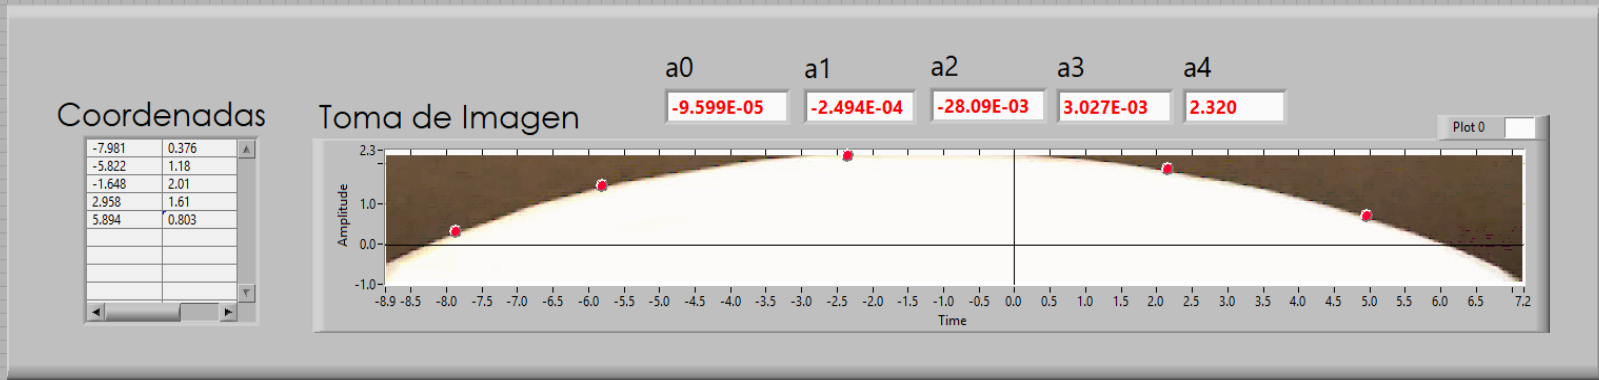 a0 a1 a2 a3 a4
-9.599E-05 -2.494E-04 -28.09E-03 3.027E-03 2.320
Coordenadas
-7.981 0.376
-5.822 1.18
-1.648 2.01
2.958 1.61
5.894 0.803
Toma de Imagen
Plot 0
Amplitude
2.3
1.0
0.0
-1.0
-8.9 -8.5 -8.0 -7.5 -7.0 -6.5 -6.0 -5.5 -5.0 -4.5 -4.0 -3.5 -3.0 -2.5 -2.0 -1.5 -1.0 -0.5 0.0 0.5 1.0 1.5 2.0 2.5 3.0 3.5 4.0 4.5 5.0 5.5 6.0 6.5 7.2
Time